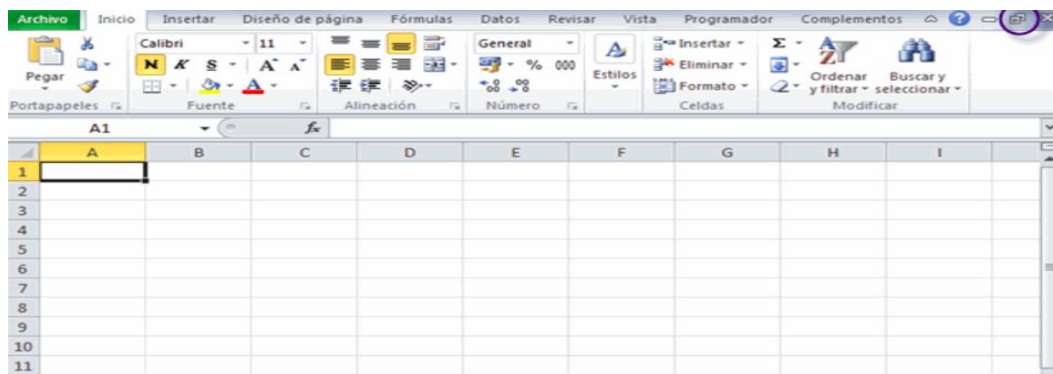 Archivo Inicio Insertar Diseño de página Fórmulas Datos Revisar Vista Programador Complementos
Calibri 11 General Insertar Σ
Pegar N K S A A % 000 Estilos Eliminar Ordenar y filtrar Buscar y seleccionar
A Formato
Portapapeles Fuente Alineación Número Celdas Modificar
A1 fx
A B C D E F G H I
1
2
3
4
5
6
7
8
9
10
11